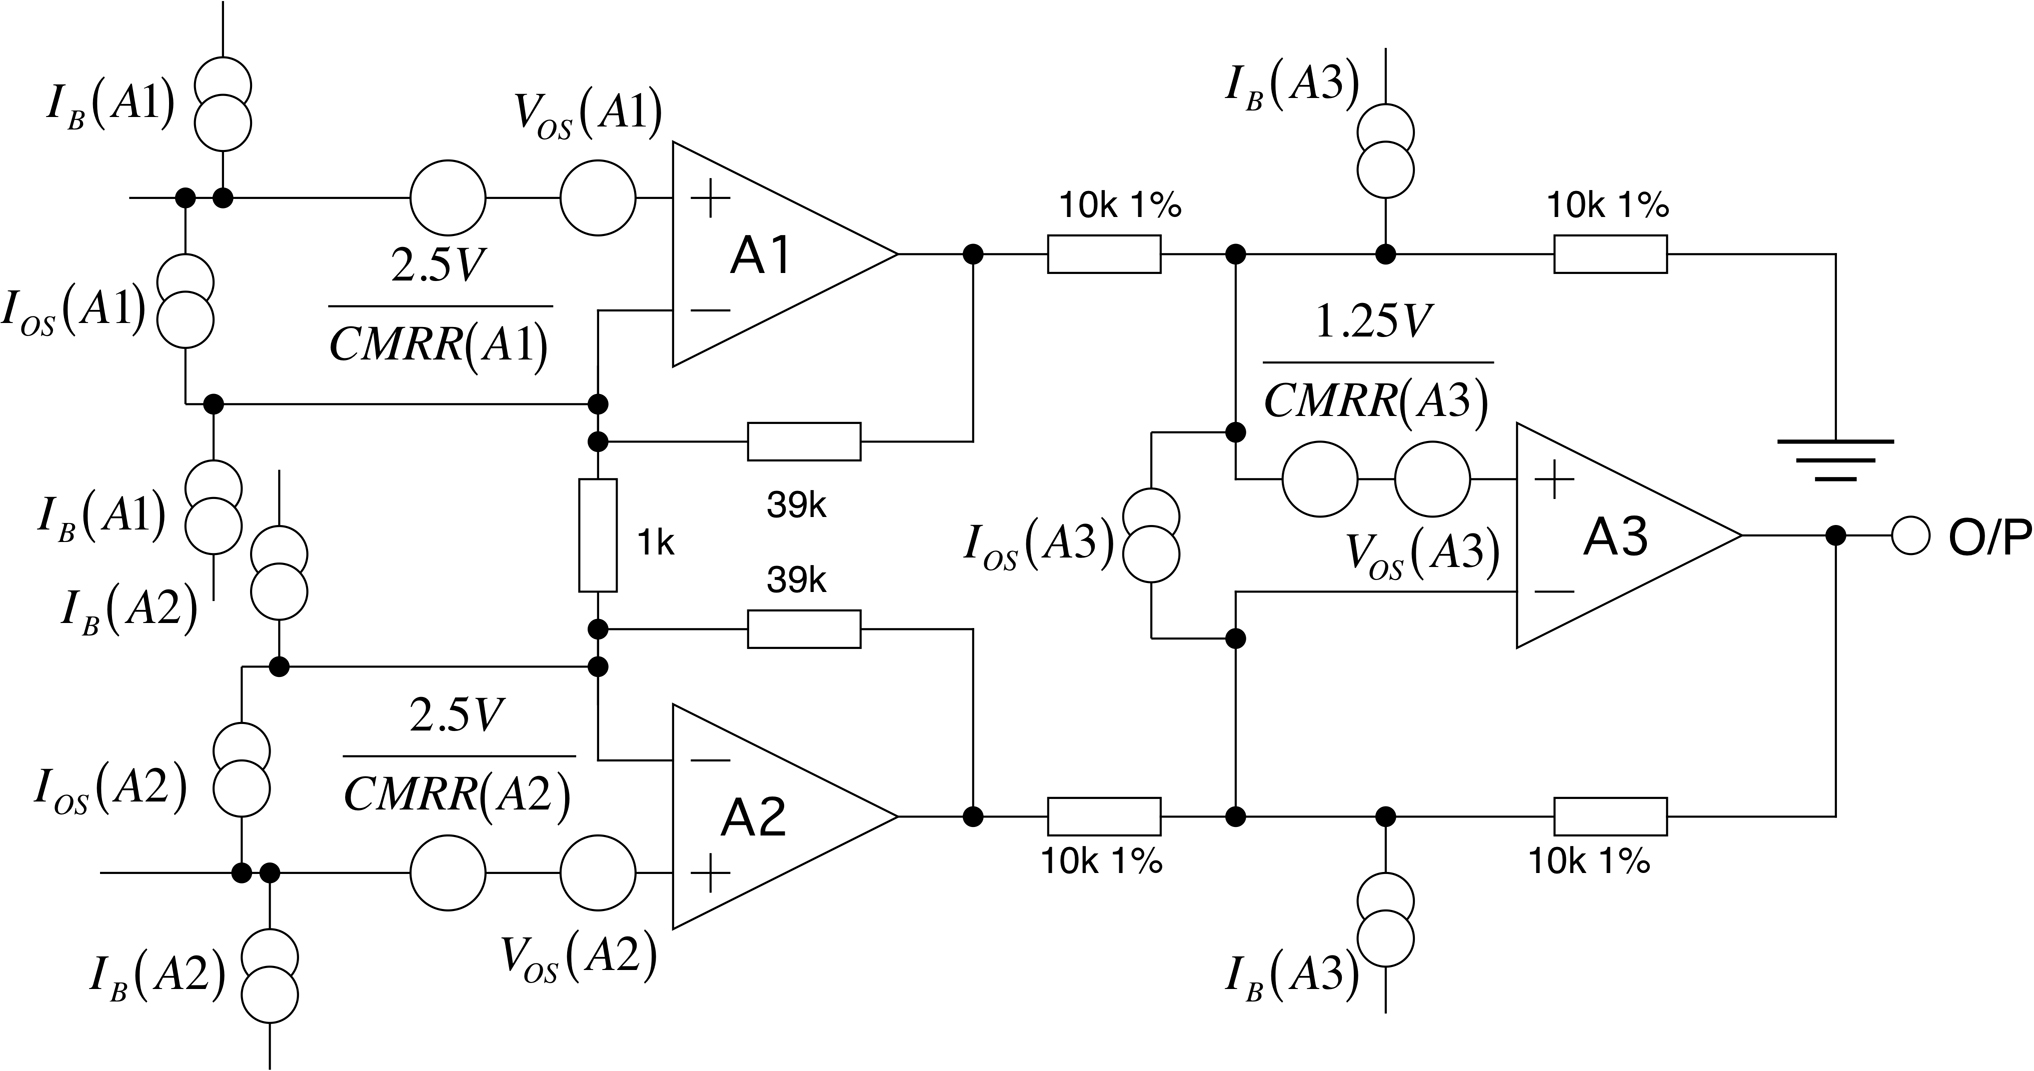 I_B(A1)
V_OS(A1)
I_B(A3)
10k 1%
10k 1%
+
A1
−
2.5V
CMRR(A1)
I_OS(A1)
1.25V
CMRR(A3)
39k
I_B(A1)
1k
I_OS(A3)
+
V_OS(A3)
A3
−
O/P
39k
I_B(A2)
2.5V
CMRR(A2)
I_OS(A2)
−
A2
+
10k 1%
10k 1%
V_OS(A2)
I_B(A2)
I_B(A3)